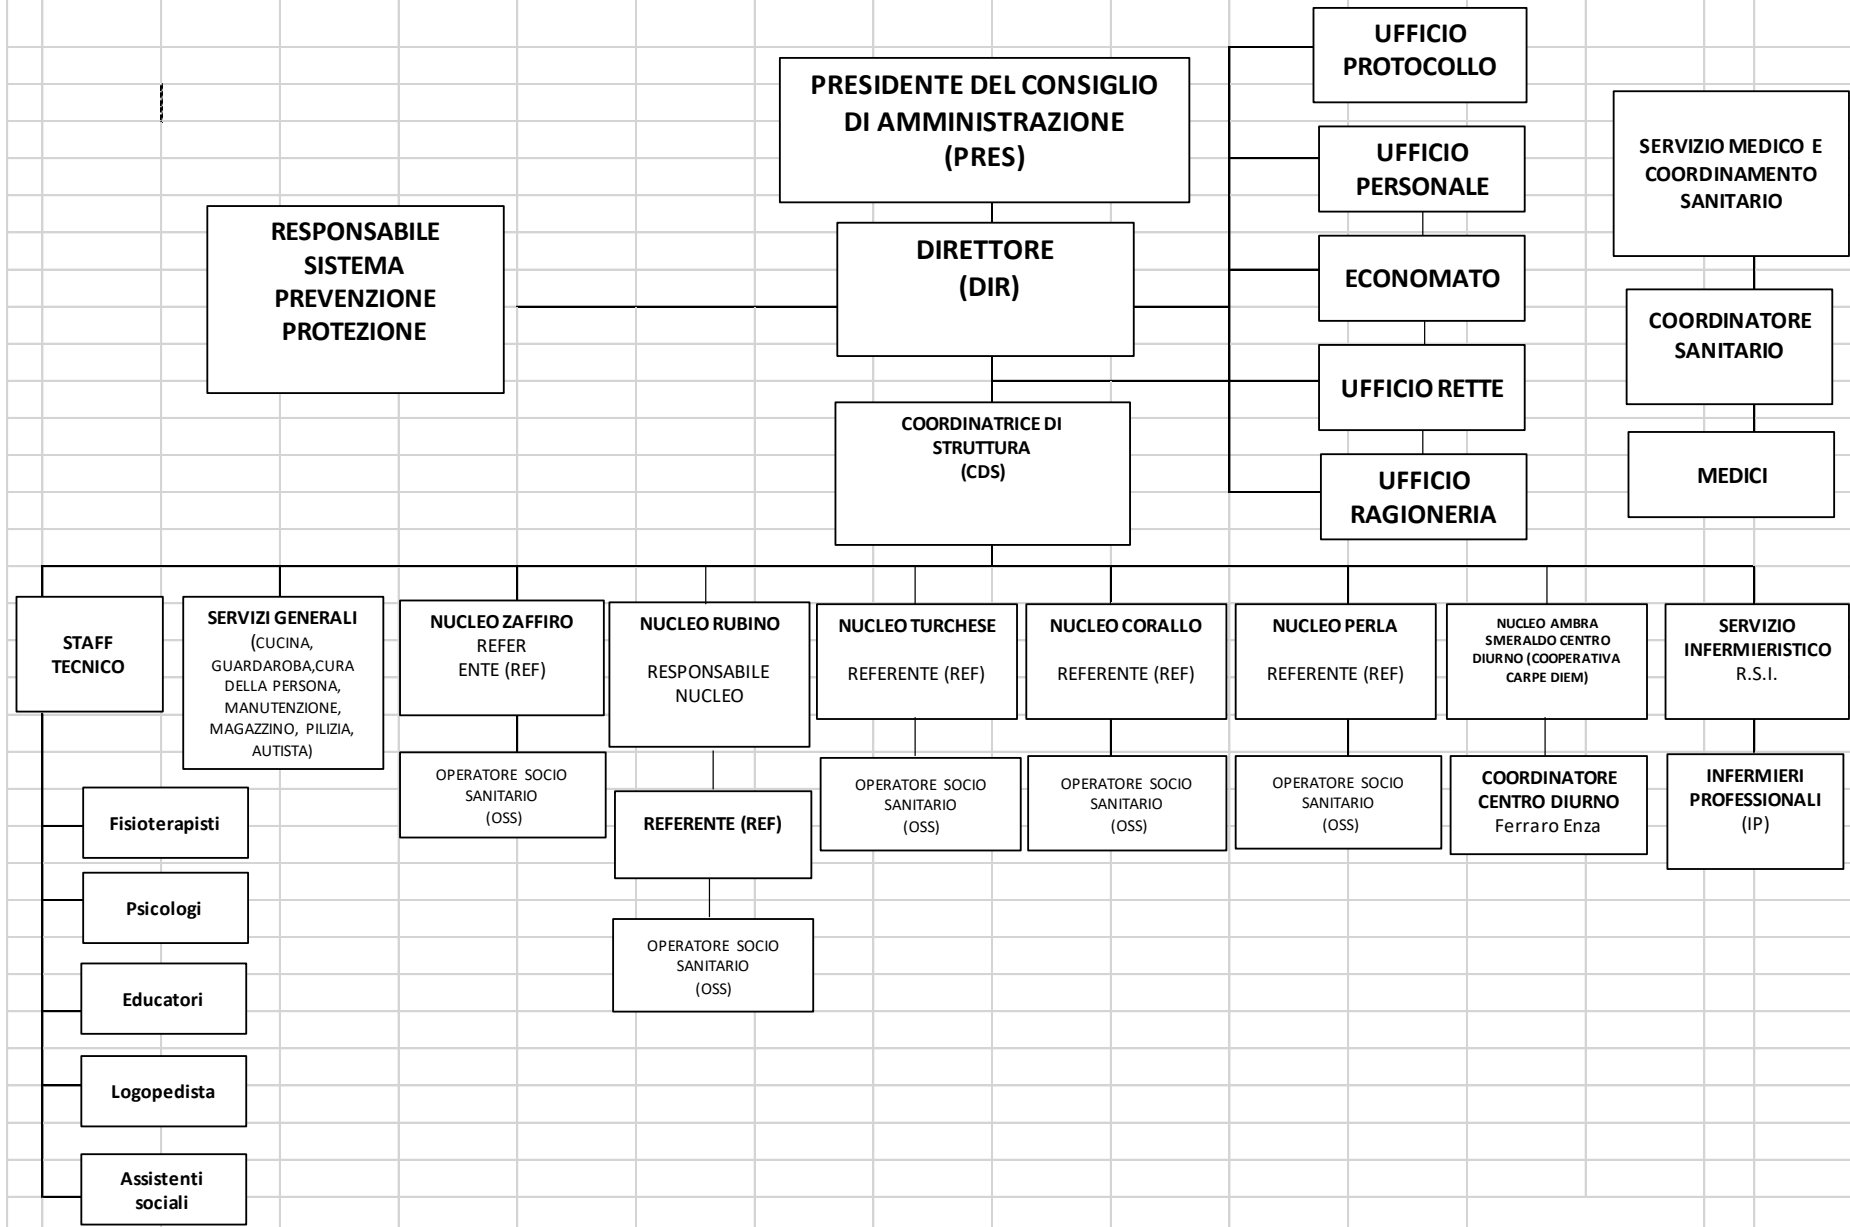 PRESIDENTE DEL CONSIGLIO
DI AMMINISTRAZIONE
(PRES)
UFFICIO
PROTOCOLLO
UFFICIO
PERSONALE
ECONOMATO
UFFICIO RETTE
UFFICIO
RAGIONERIA
SERVIZIO MEDICO E
COORDINAMENTO
SANITARIO
COORDINATORE
SANITARIO
MEDICI
RESPONSABILE
SISTEMA
PREVENZIONE
PROTEZIONE
DIRETTORE
(DIR)
COORDINATRICE DI
STRUTTURA
(CDS)
STAFF
TECNICO
Fisioterapisti
Psicologi
Educatori
Logopedista
Assistenti
sociali
SERVIZI GENERALI
(CUCINA,
GUARDAROBA,CURA
DELLA PERSONA,
MANUTENZIONE,
MAGAZZINO, PILIZIA,
AUTISTA)
NUCLEO ZAFFIRO
REFER
ENTE (REF)
OPERATORE SOCIO
SANITARIO
(OSS)
NUCLEO RUBINO
RESPONSABILE
NUCLEO
REFERENTE (REF)
OPERATORE SOCIO
SANITARIO
(OSS)
NUCLEO TURCHESE
REFERENTE (REF)
OPERATORE SOCIO
SANITARIO
(OSS)
NUCLEO CORALLO
REFERENTE (REF)
OPERATORE SOCIO
SANITARIO
(OSS)
NUCLEO PERLA
REFERENTE (REF)
OPERATORE SOCIO
SANITARIO
(OSS)
NUCLEO AMBRA
SMERALDO CENTRO
DIURNO (COOPERATIVA
CARPE DIEM)
COORDINATORE
CENTRO DIURNO
Ferraro Enza
SERVIZIO
INFERMIERISTICO
R.S.I.
INFERMIERI
PROFESSIONALI
(IP)